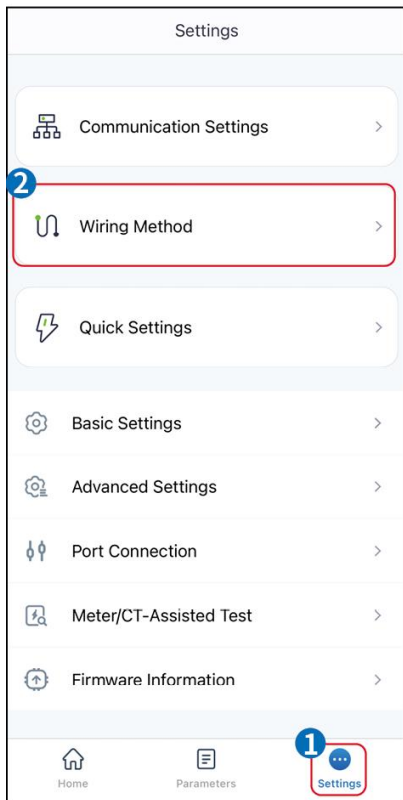 Settings
Communication Settings
2
Wiring Method
Quick Settings
Basic Settings
Advanced Settings
Port Connection
Meter/CT-Assisted Test
Firmware Information
1
Home
Parameters
Settings